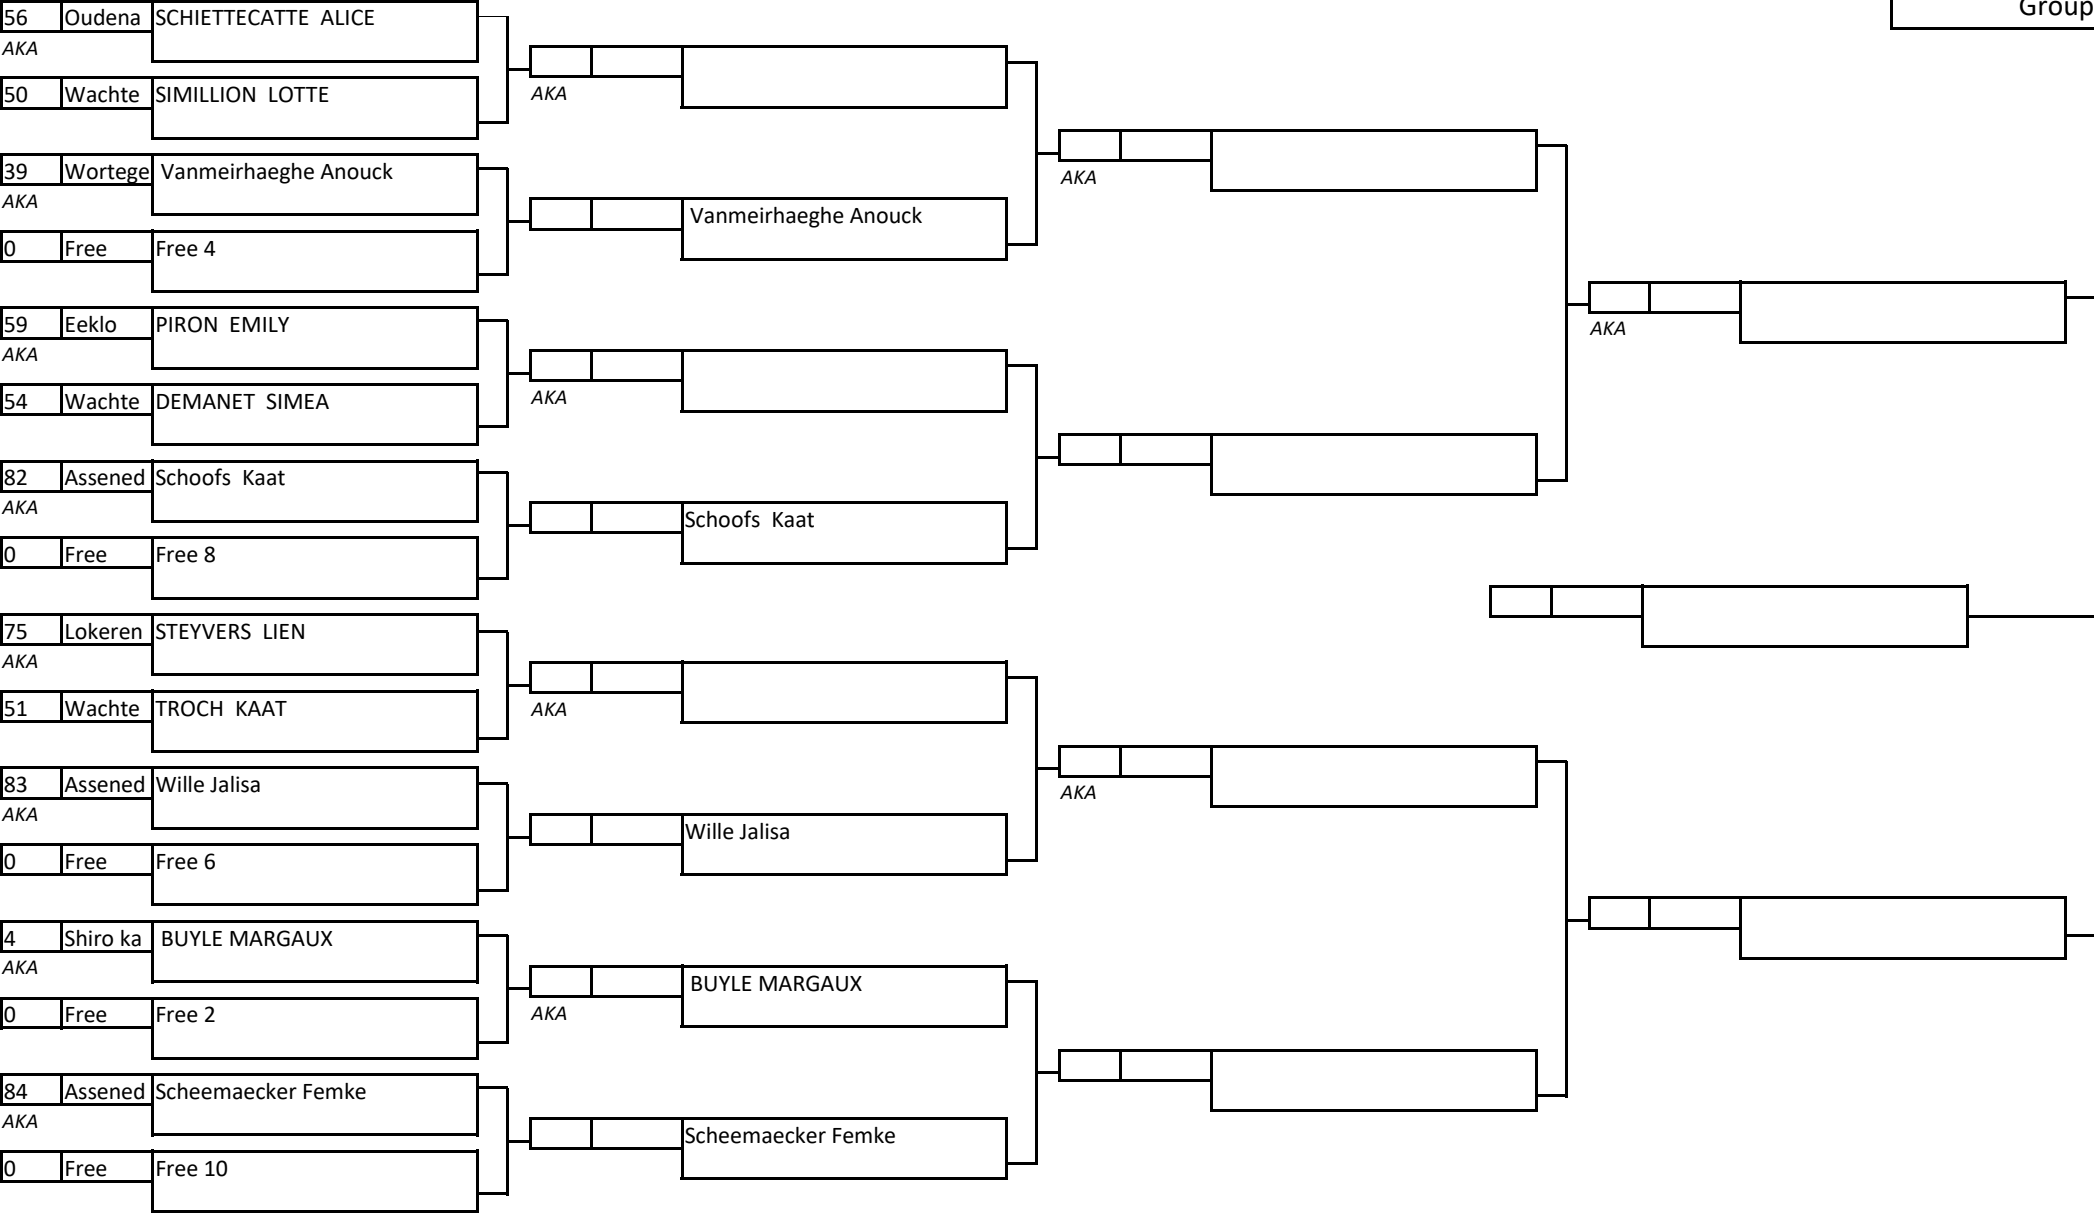 Group
56 Oudena SCHIETTECATTE  ALICE
AKA
50 Wachte SIMILLION  LOTTE
39 Wortege Vanmeirhaeghe Anouck
AKA
0 Free Free 4
59 Eeklo PIRON  EMILY
AKA
54 Wachte DEMANET  SIMEA
82 Assened Schoofs  Kaat
AKA
0 Free Free 8
75 Lokeren STEYVERS  LIEN
AKA
51 Wachte TROCH  KAAT
83 Assened Wille Jalisa
AKA
0 Free Free 6
4 Shiro ka BUYLE MARGAUX
AKA
0 Free Free 2
84 Assened Scheemaecker Femke
AKA
0 Free Free 10
AKA
Vanmeirhaeghe Anouck
AKA
Schoofs  Kaat
AKA
Wille Jalisa
BUYLE MARGAUX
AKA
Scheemaecker Femke
AKA
AKA
AKA